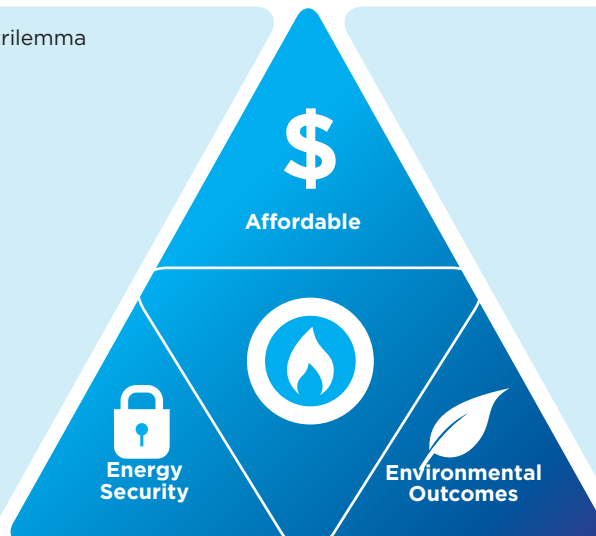 rilemma
$
Affordable
Energy
Security
Environmental
Outcomes